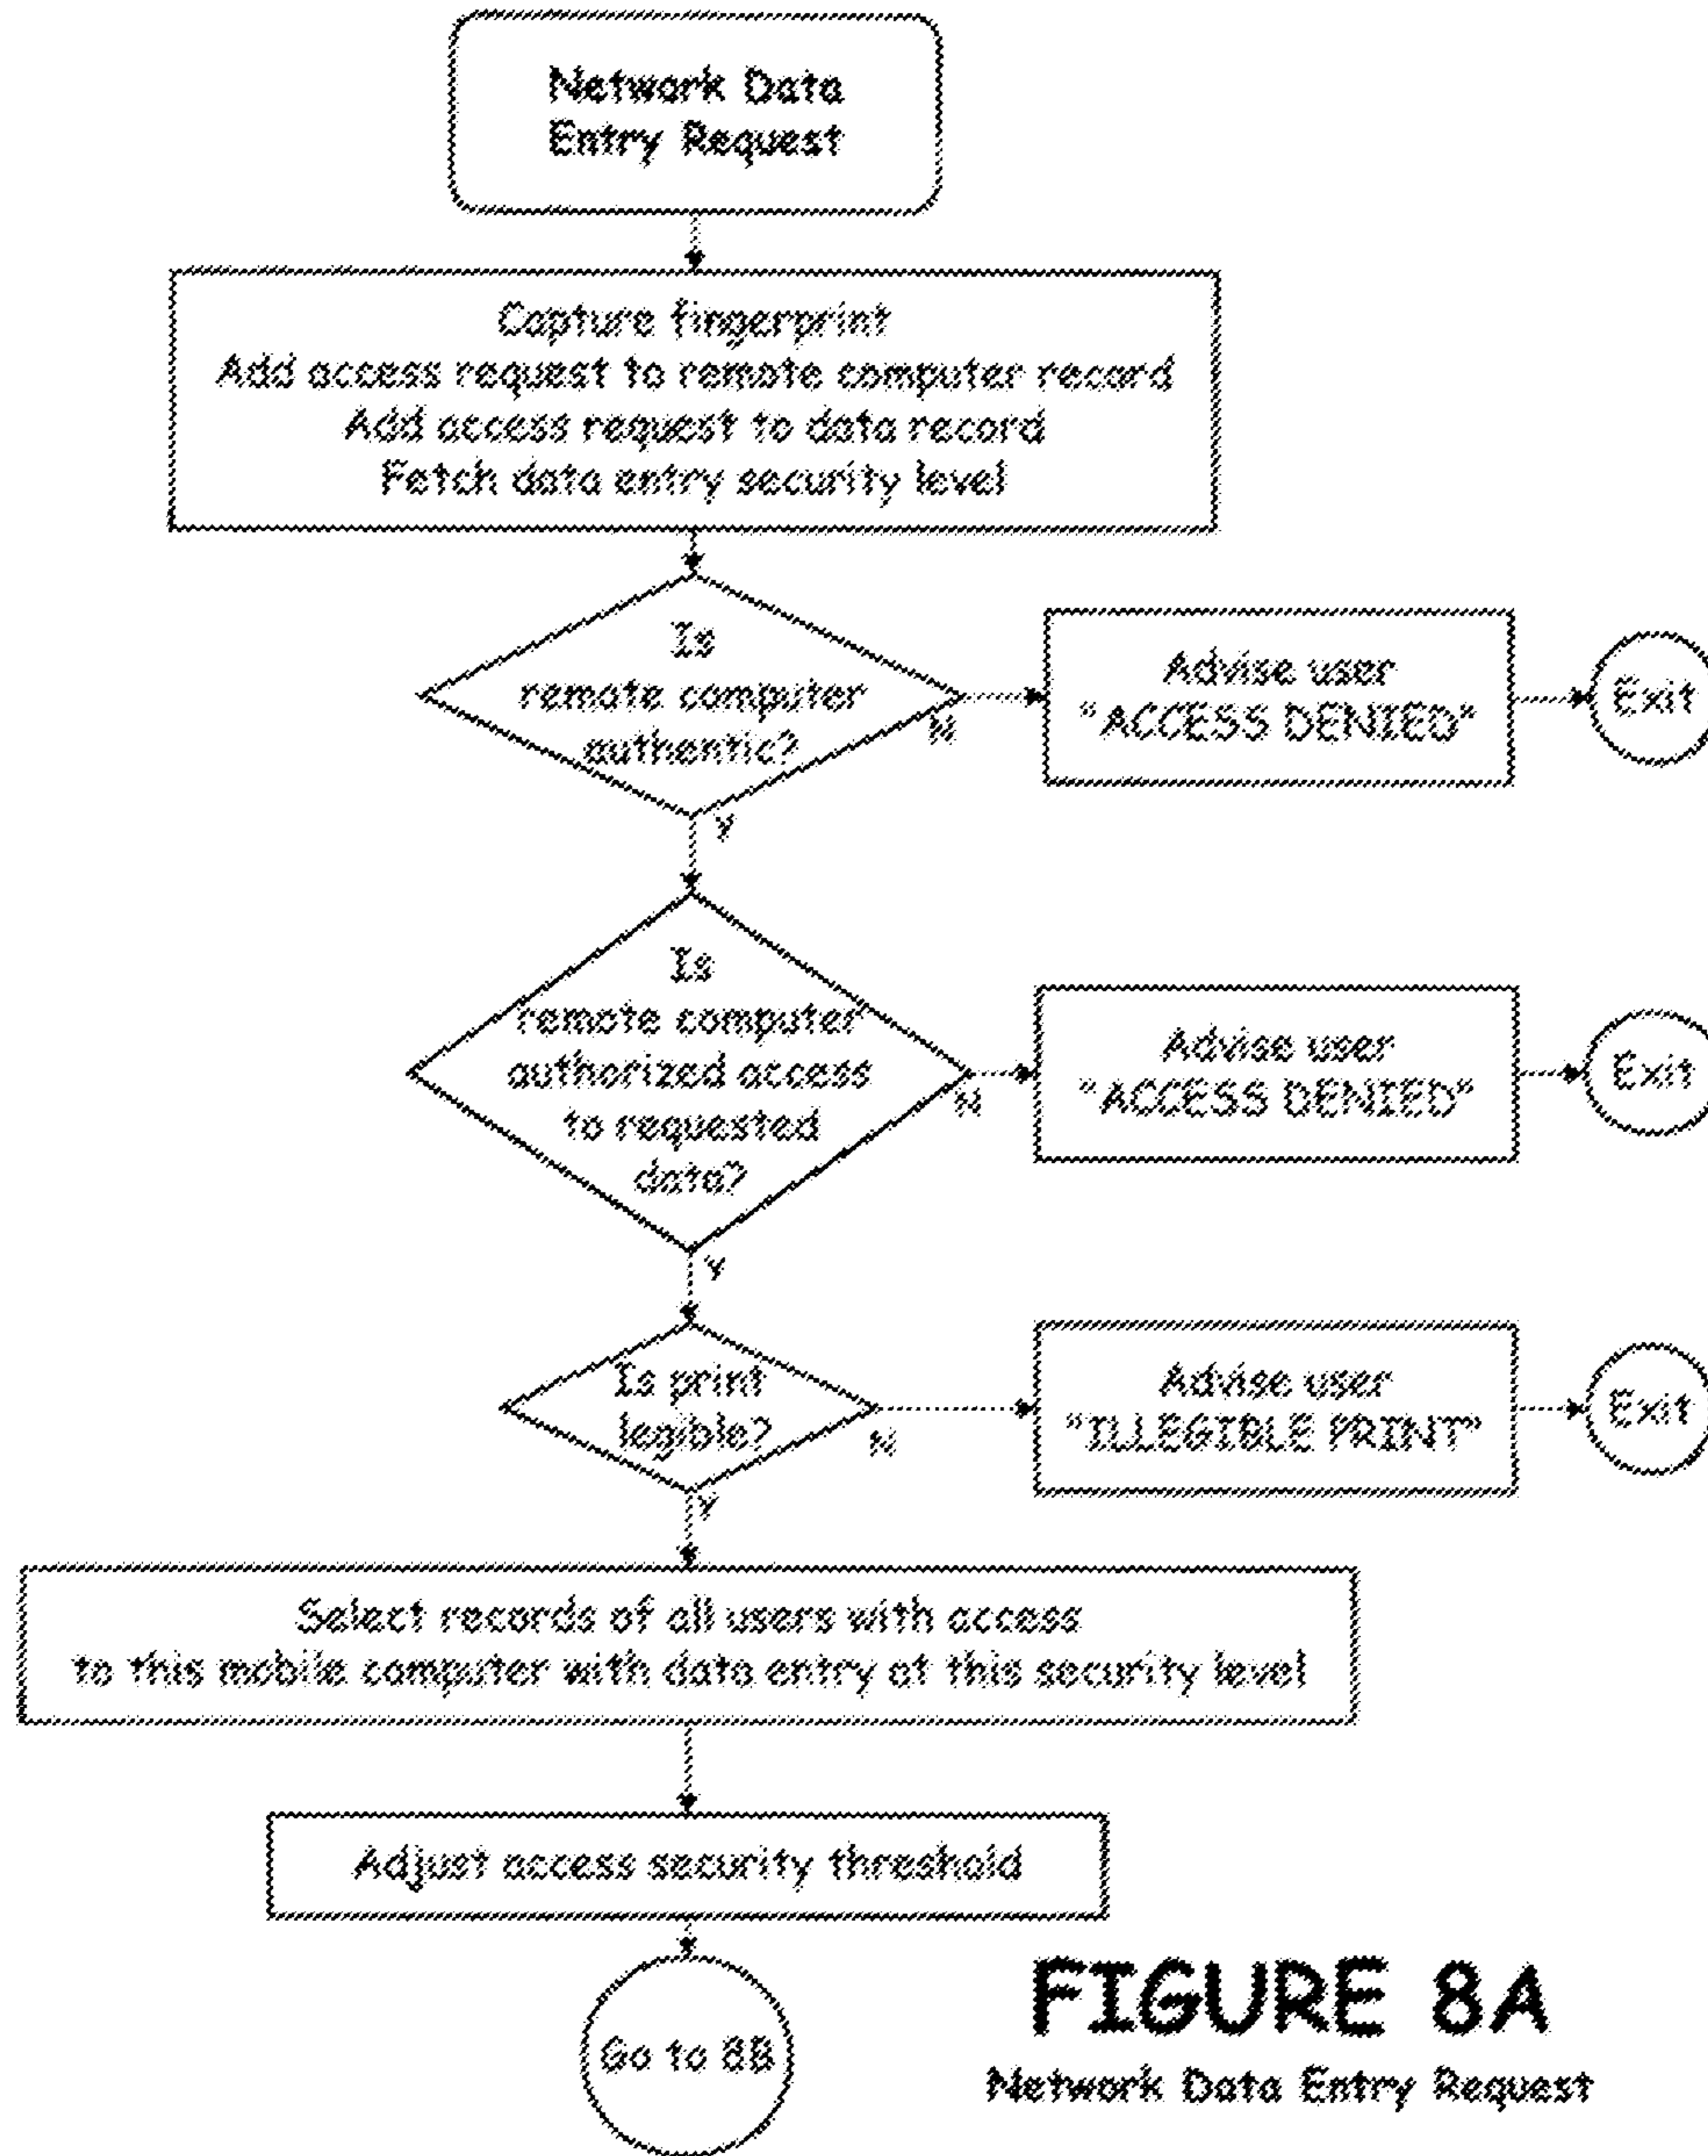 Network Data
Entry Request
Capture fingerprint
Add access request to remote computer record
Add access request to data record
Fetch data entry security level
Is
remote computer
authentic?
N
Advise user
"ACCESS DENIED"
Exit
Y
Is
remote computer
authorized access
to requested
data?
N
Advise user
"ACCESS DENIED"
Exit
Y
Is print
legible?
N
Advise user
"ILLEGIBLE PRINT"
Exit
Y
Select records of all users with access
to this mobile computer with data entry at this security level
Adjust access security threshold
Go to 8B
FIGURE 8A
Network Data Entry Request